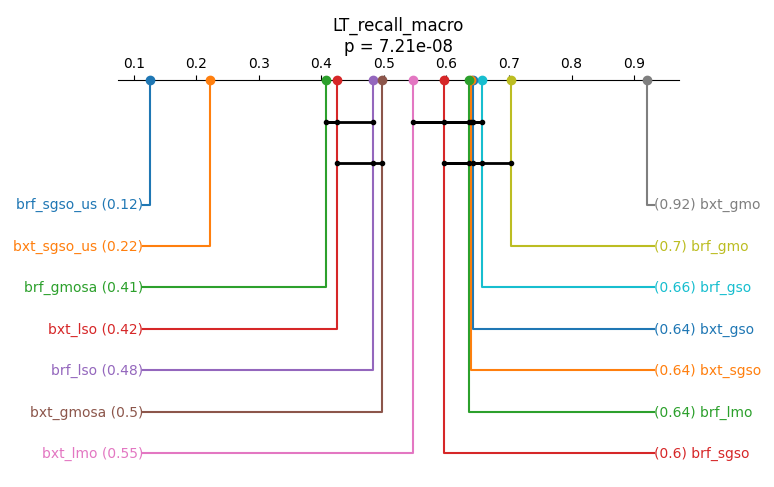 LT_recall_macro
p = 7.21e-08
0.1 0.2 0.3 0.4 0.5 0.6 0.7 0.8 0.9
brf_sgso_us (0.12) (0.92) bxt_gmo
bxt_sgso_us (0.22) (0.7) brf_gmo
brf_gmosa (0.41) (0.66) brf_gso
bxt_lso (0.42) (0.64) bxt_gso
brf_lso (0.48) (0.64) bxt_sgso
bxt_gmosa (0.5) (0.64) brf_lmo
bxt_lmo (0.55) (0.6) brf_sgso